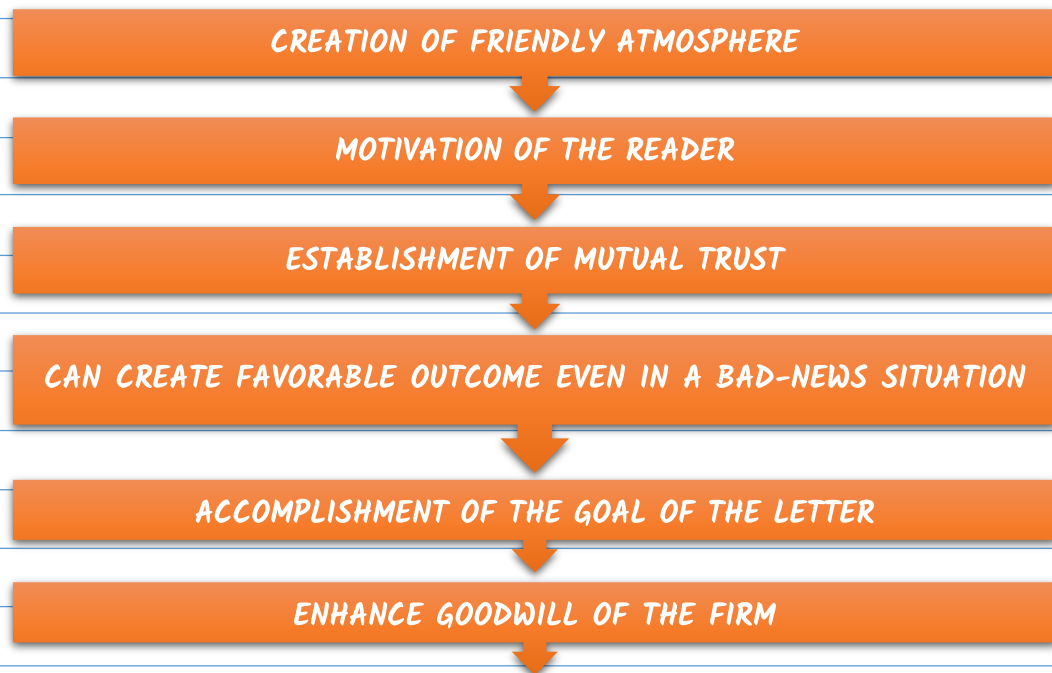 CREATION OF FRIENDLY ATMOSPHERE
MOTIVATION OF THE READER
ESTABLISHMENT OF MUTUAL TRUST
CAN CREATE FAVORABLE OUTCOME EVEN IN A BAD-NEWS SITUATION
ACCOMPLISHMENT OF THE GOAL OF THE LETTER
ENHANCE GOODWILL OF THE FIRM